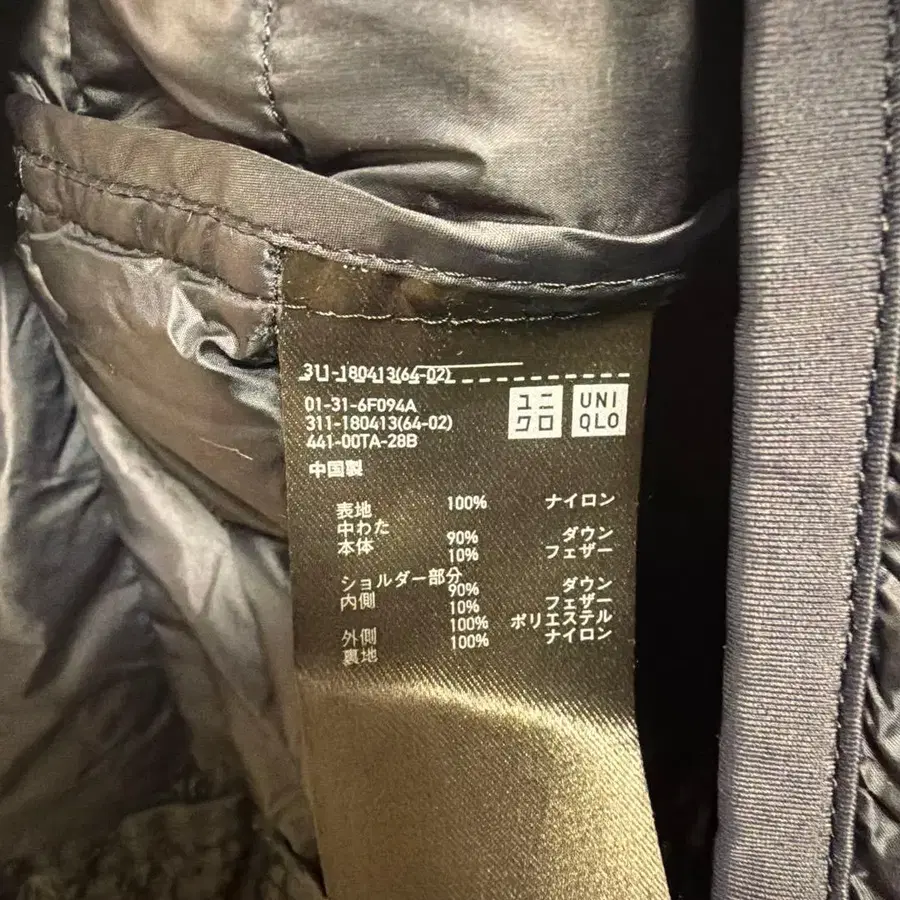 311-180413(64-02)
01-31-6F094A
311-180413(64-02)
441-00TA-28B
ユニ
クロ
UNI
QLO
中国製
表地 100% ナイロン
中わた
本体 90% ダウン
10% フェザー
ショルダー部分
内側 90% ダウン
10% フェザー
外側 100% ポリエステル
裏地 100% ナイロン